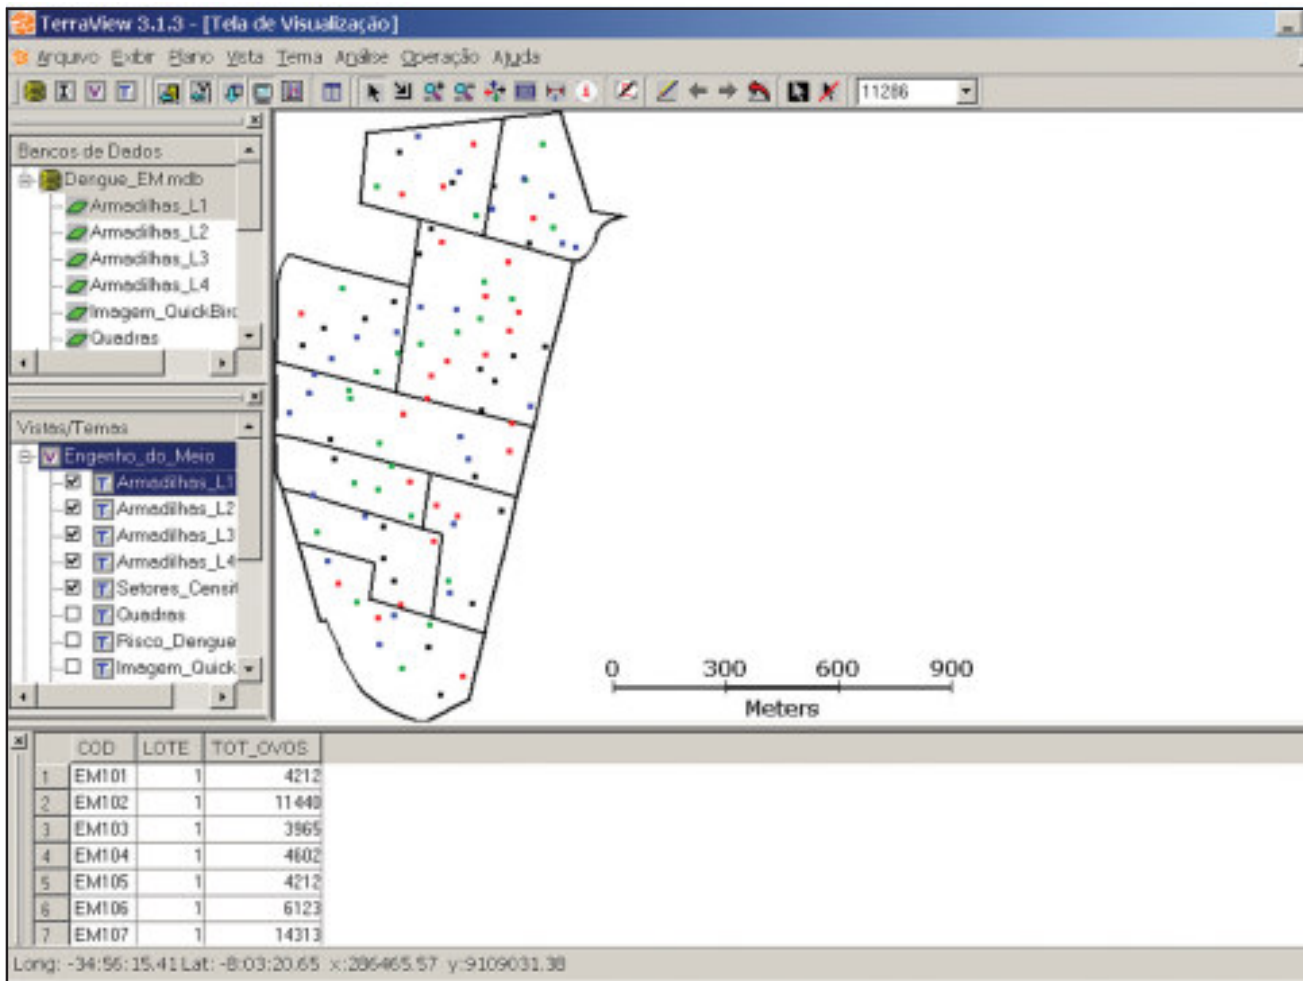 TerraView 3.1.3 - [Tela de Visualização]
Arquivo Exibir Plano Vista Tema Análise Operação Ajuda
11286
Bancos de Dados
Dengue_EM.mdb
Armadilhas_L1
Armadilhas_L2
Armadilhas_L3
Armadilhas_L4
Imagem_QuickBird
Quadras
Vistas/Temas
Engenho_do_Meio
Armadilhas_L1
Armadilhas_L2
Armadilhas_L3
Armadilhas_L4
Setores_Censit
Quadras
Risco_Dengue
Imagem_Quick
0 300 600 900
Meters
COD LOTE TOT_OVOS
1 EM101 1 4212
2 EM102 1 11440
3 EM103 1 3965
4 EM104 1 4602
5 EM105 1 4212
6 EM106 1 6123
7 EM107 1 14313
Long: -34:56:15.41 Lat: -8:03:20.65 x:286465.57 y:9109031.38